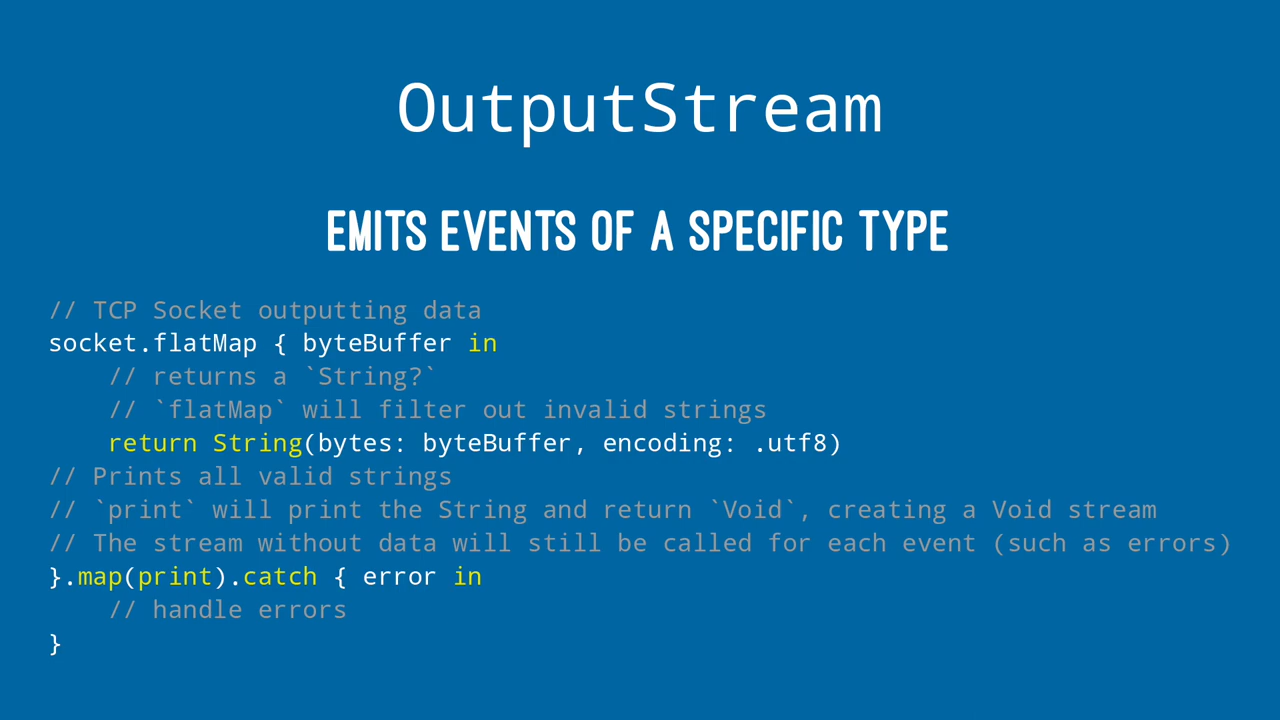 OutputStream
EMITS EVENTS OF A SPECIFIC TYPE
// TCP Socket outputting data
socket.flatMap { byteBuffer in
    // returns a `String?`
    // `flatMap` will filter out invalid strings
    return String(bytes: byteBuffer, encoding: .utf8)
// Prints all valid strings
// `print` will print the String and return `Void`, creating a Void stream
// The stream without data will still be called for each event (such as errors)
}.map(print).catch { error in
    // handle errors
}